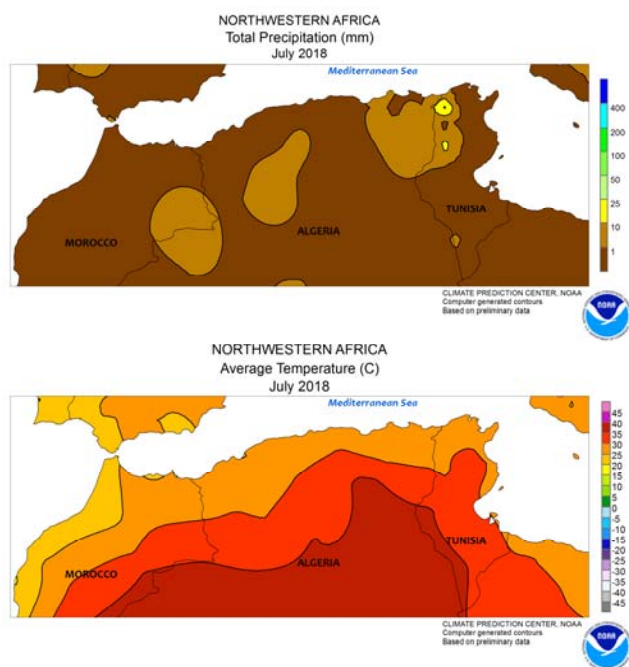 NORTHWESTERN AFRICA
Total Precipitation (mm)
July 2018
Mediterranean Sea
400
200
100
50
25
10
1
MOROCCO
ALGERIA
TUNISIA
CLIMATE PREDICTION CENTER, NOAA
Computer generated contours
Based on preliminary data
NOAA
NORTHWESTERN AFRICA
Average Temperature (C)
July 2018
Mediterranean Sea
45
40
35
30
25
20
15
10
5
0
-5
-10
-15
-20
-25
-30
-35
-40
-45
MOROCCO
ALGERIA
TUNISIA
CLIMATE PREDICTION CENTER, NOAA
Computer generated contours
Based on preliminary data
NOAA